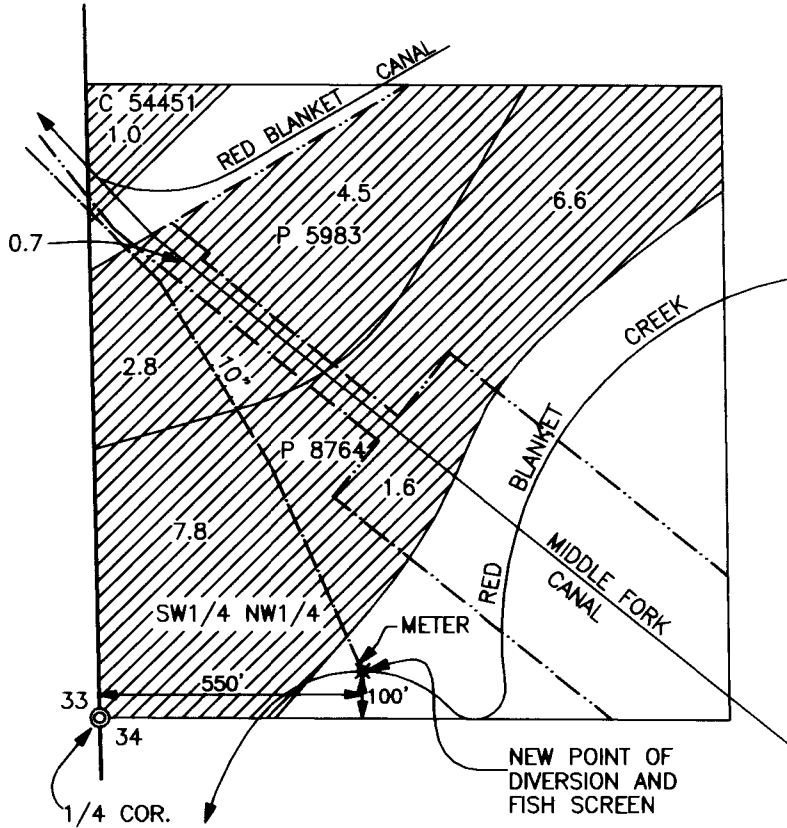 C 54451
1.0
RED BLANKET CANAL
4.5
6.6
P 5983
0.7
2.8
10"
P 8764
1.6
7.8
RED BLANKET CREEK
MIDDLE FORK
CANAL
SW1/4 NW1/4
METER
550'
100'
33
34
1/4 COR.
NEW POINT OF
DIVERSION AND
FISH SCREEN